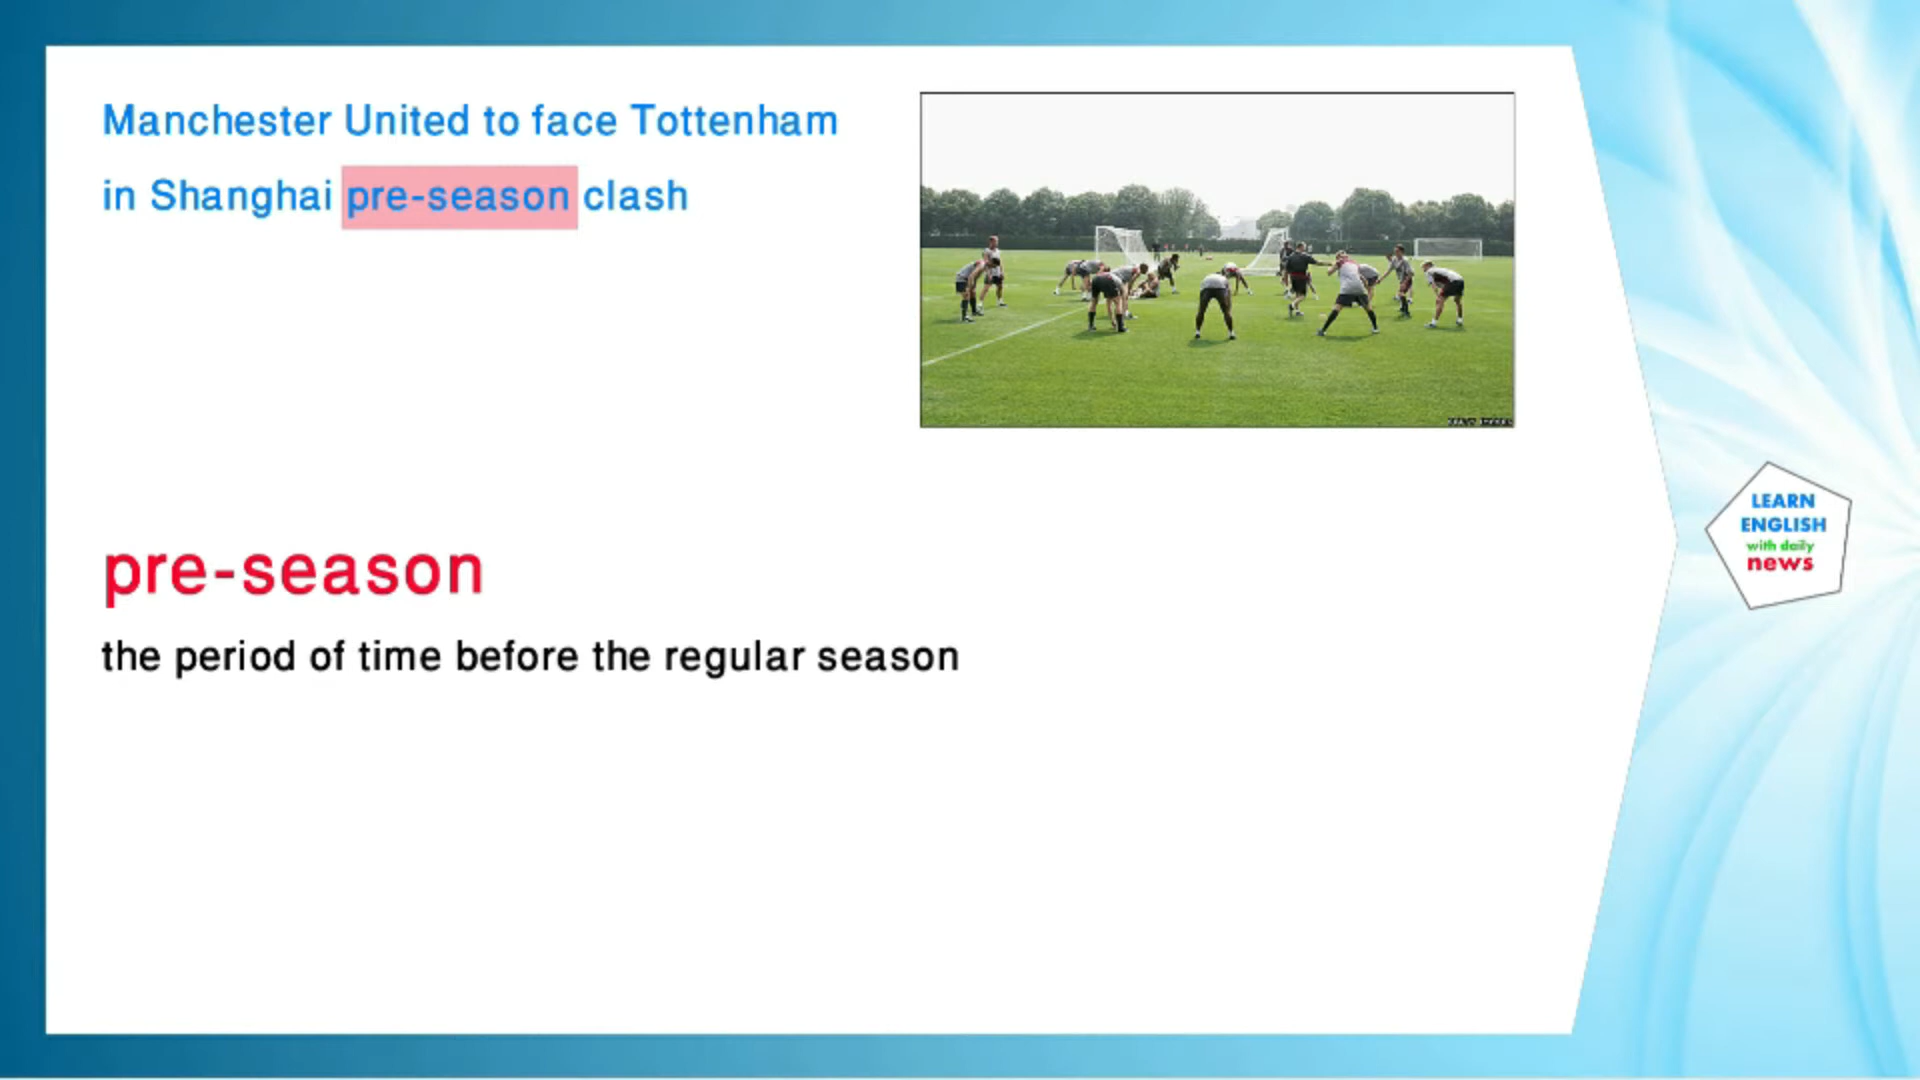 Manchester United to face Tottenham
in Shanghai pre-season clash
pre-season
the period of time before the regular season
LEARN
ENGLISH
with daily
news